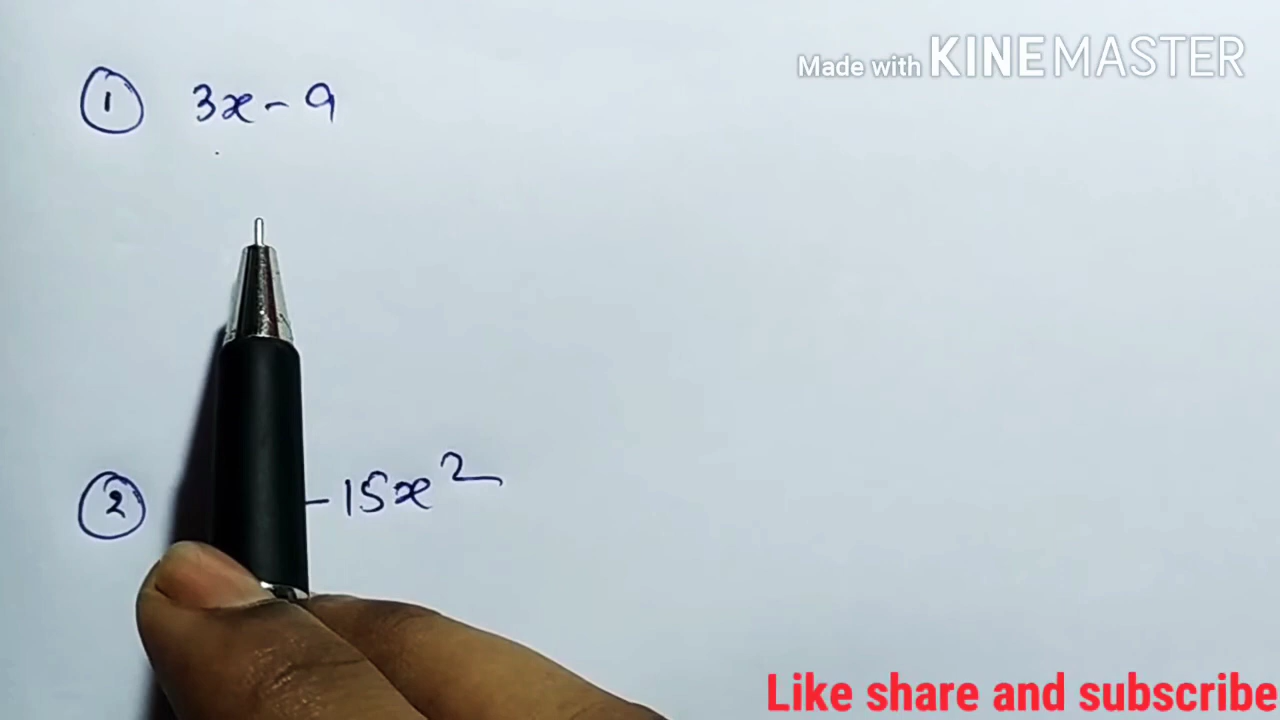 Made with KINEMASTER
① 3x - 9
② - 15x²
Like share and subscribe